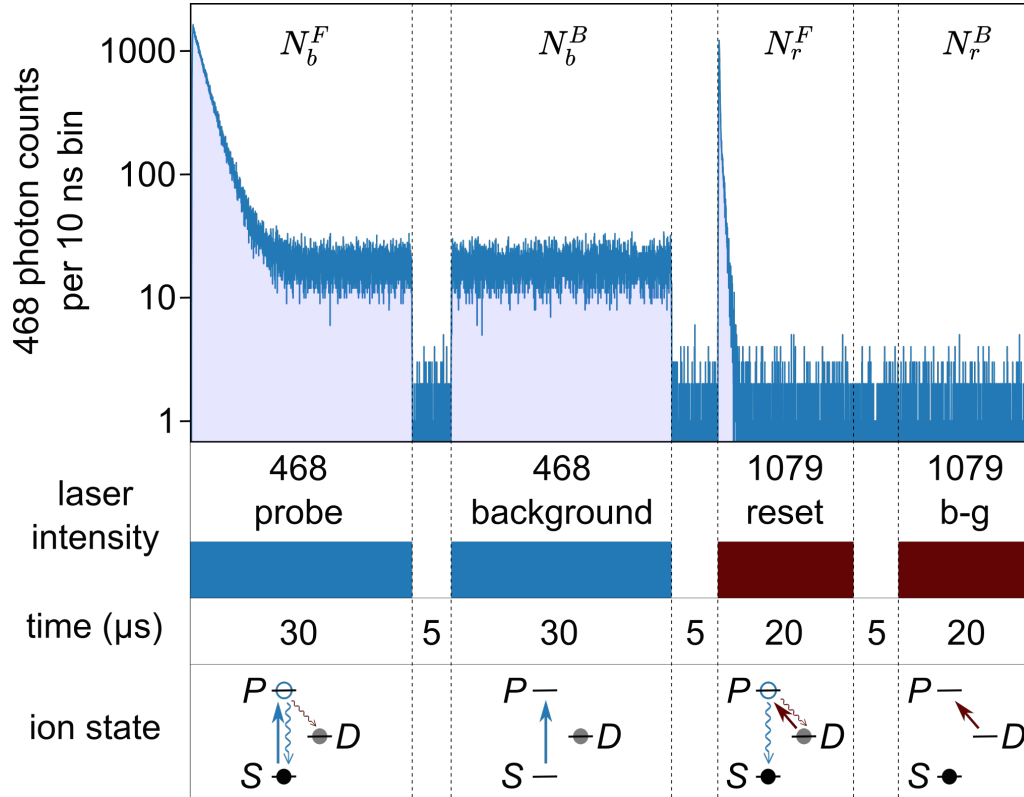 468 photon counts
per 10 ns bin
1000
100
10
1
N_b^F
N_b^B
N_r^F
N_r^B
laser
intensity
468
probe
468
background
1079
reset
1079
b-g
time (µs)
30
5
30
5
20
5
20
ion state
P
D
S
P
D
S
P
D
S
P
D
S